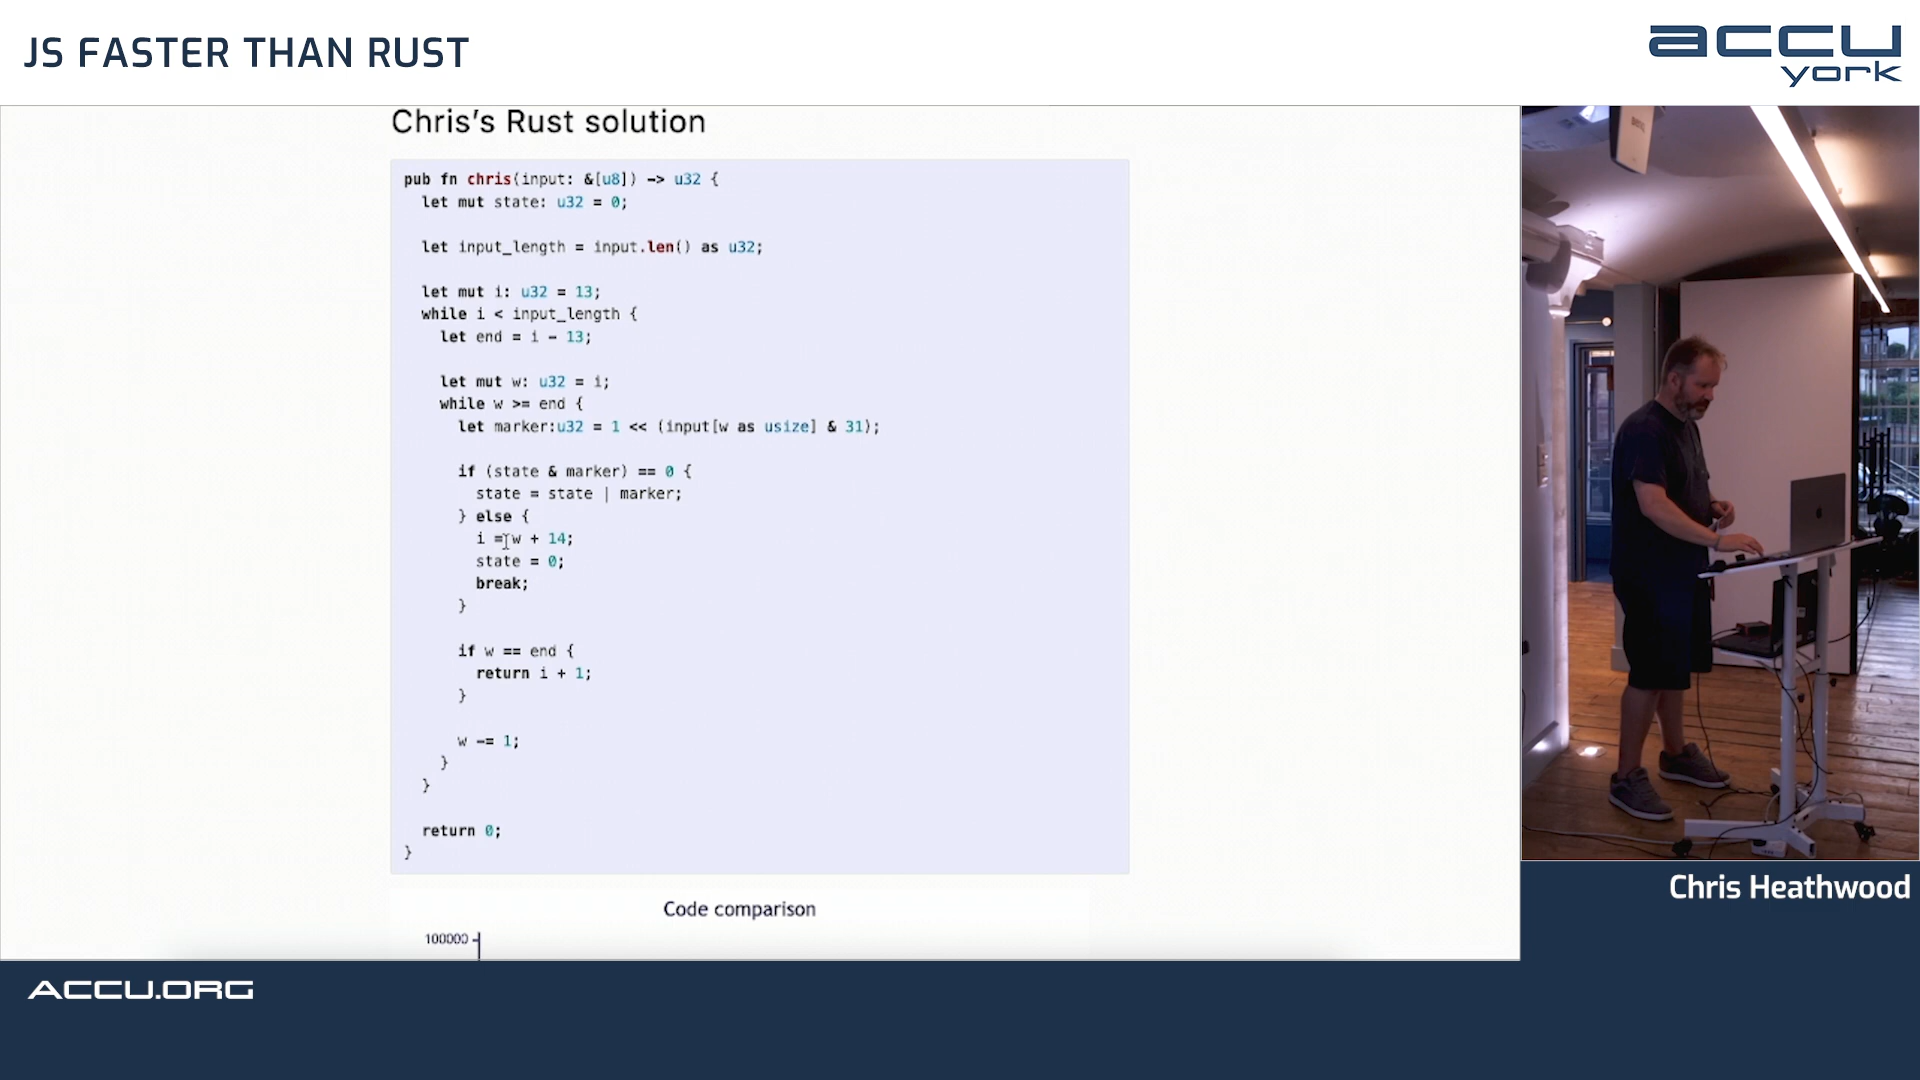 JS FASTER THAN RUST
accu
york
Chris's Rust solution
pub fn chris(input: &[u8]) -> u32 {
let mut state: u32 = 0;
let input_length = input.len() as u32;
let mut i: u32 = 13;
while i < input_length {
let end = i - 13;
let mut w: u32 = i;
while w >= end {
let marker:u32 = 1 << (input[w as usize] & 31);
if (state & marker) == 0 {
state = state | marker;
} else {
i = w + 14;
state = 0;
break;
}
if w == end {
return i + 1;
}
w -= 1;
}
}
return 0;
}
Code comparison
100000
Chris Heathwood
ACCU.ORG